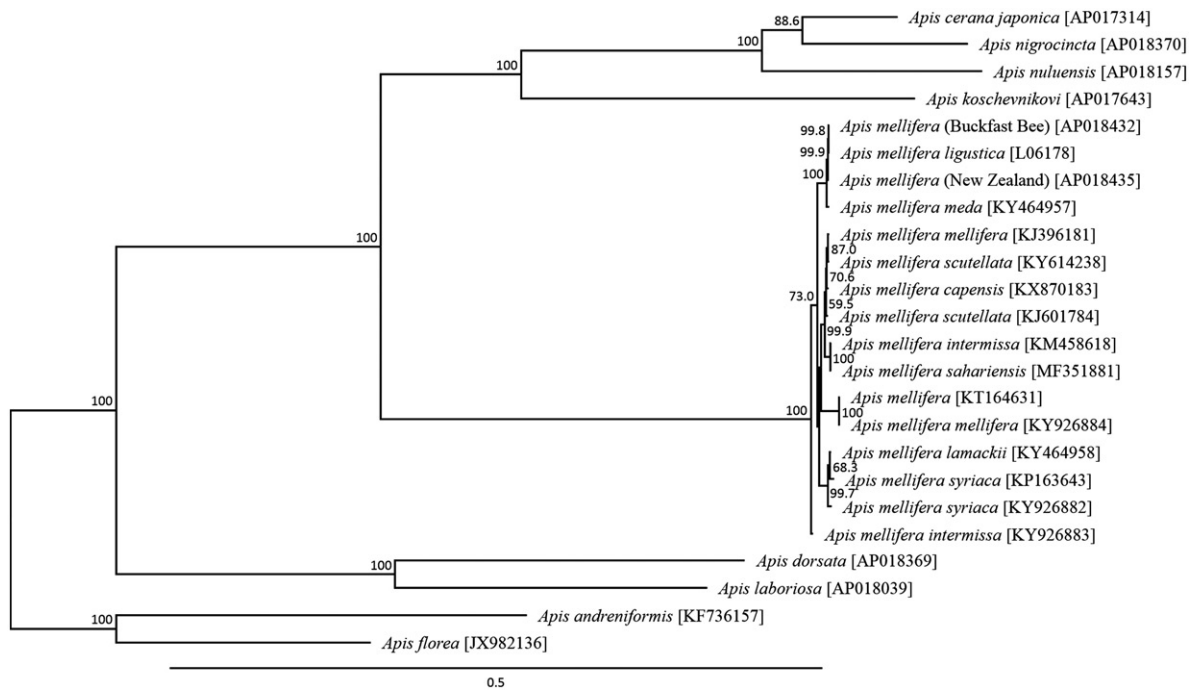 88.6
Apis cerana japonica [AP017314]
100
Apis nigrocincta [AP018370]
100
Apis nuluensis [AP018157]
Apis koschevnikovi [AP017643]
99.8
Apis mellifera (Buckfast Bee) [AP018432]
99.9
Apis mellifera ligustica [L06178]
100
Apis mellifera (New Zealand) [AP018435]
Apis mellifera meda [KY464957]
100
Apis mellifera mellifera [KJ396181]
87.0
Apis mellifera scutellata [KY614238]
70.6
Apis mellifera capensis [KX870183]
73.0
59.5
Apis mellifera scutellata [KJ601784]
99.9
Apis mellifera intermissa [KM458618]
100
Apis mellifera sahariensis [MF351881]
Apis mellifera [KT164631]
100
100
100
Apis mellifera mellifera [KY926884]
Apis mellifera lamackii [KY464958]
68.3
Apis mellifera syriaca [KP163643]
99.7
Apis mellifera syriaca [KY926882]
Apis mellifera intermissa [KY926883]
100
Apis dorsata [AP018369]
Apis laboriosa [AP018039]
100
Apis andreniformis [KF736157]
Apis florea [JX982136]
0.5